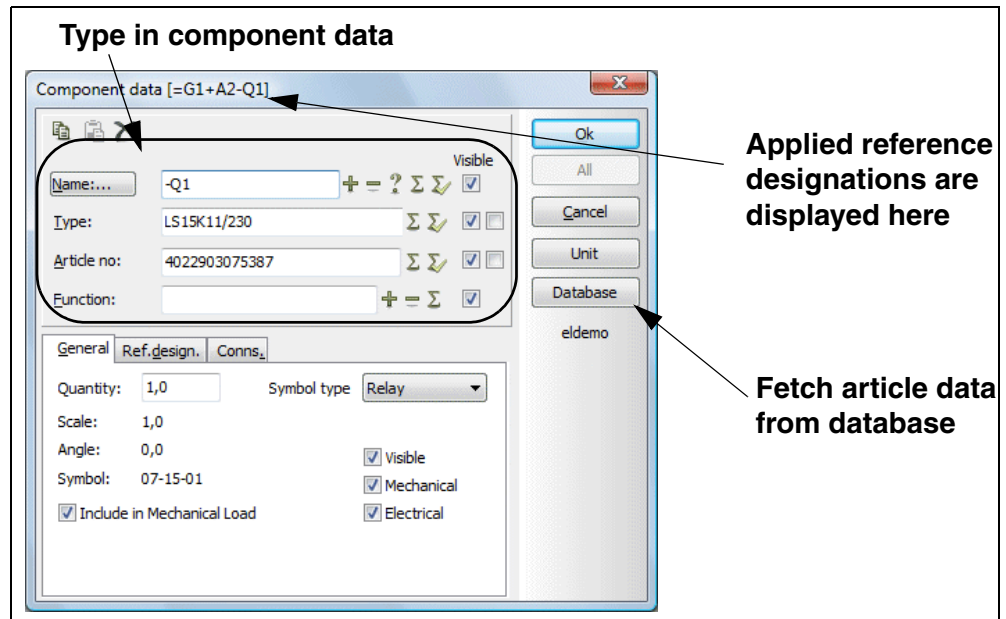 Type in component data
Component data [=G1+A2-Q1]
Ok
Visible
Name:... -Q1
All
Type: LS15K11/230
Cancel
Article no: 4022903075387
Unit
Function:
Database
eldemo
General Ref.design. Conns.
Quantity: 1,0 Symbol type Relay
Scale: 1,0
Angle: 0,0
Visible
Symbol: 07-15-01
Mechanical
Include in Mechanical Load
Electrical
Applied reference
designations are
displayed here
Fetch article data
from database